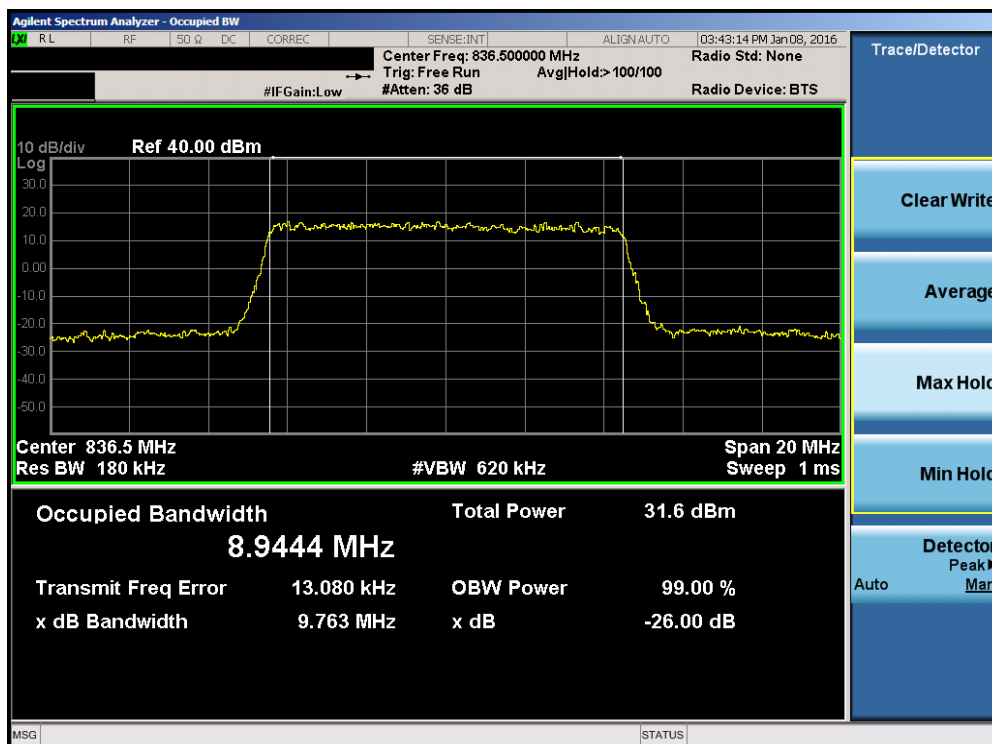 Agilent Spectrum Analyzer - Occupied BW
LXI RL RF 50 Ω DC CORREC SENSE:INT ALIGN AUTO 03:43:14 PM Jan 08, 2016
Center Freq: 836.500000 MHz Radio Std: None
Trig: Free Run Avg|Hold:>100/100
#IFGain:Low #Atten: 36 dB Radio Device: BTS
10 dB/div Ref 40.00 dBm
Log
30.0
20.0
10.0
0.00
-10.0
-20.0
-30.0
-40.0
-50.0
Center 836.5 MHz Span 20 MHz
Res BW 180 kHz #VBW 620 kHz Sweep 1 ms
Occupied Bandwidth Total Power 31.6 dBm
8.9444 MHz
Transmit Freq Error 13.080 kHz OBW Power 99.00 %
x dB Bandwidth 9.763 MHz x dB -26.00 dB
MSG STATUS
Trace/Detector
Clear Write
Average
Max Hold
Min Hold
Detector
Peak
Auto Man